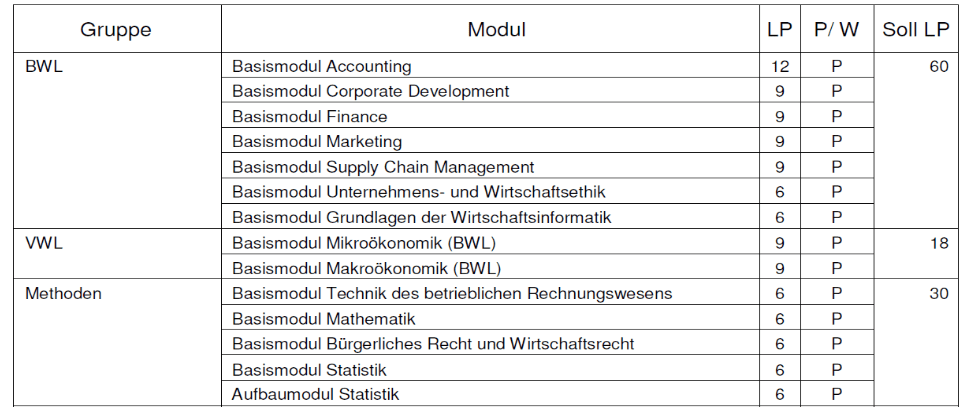 Gruppe Modul LP P/ W Soll LP
BWL Basismodul Accounting 12 P 60
Basismodul Corporate Development 9 P
Basismodul Finance 9 P
Basismodul Marketing 9 P
Basismodul Supply Chain Management 9 P
Basismodul Unternehmens- und Wirtschaftsethik 6 P
Basismodul Grundlagen der Wirtschaftsinformatik 6 P
VWL Basismodul Mikroökonomik (BWL) 9 P 18
Basismodul Makroökonomik (BWL) 9 P
Methoden Basismodul Technik des betrieblichen Rechnungswesens 6 P 30
Basismodul Mathematik 6 P
Basismodul Bürgerliches Recht und Wirtschaftsrecht 6 P
Basismodul Statistik 6 P
Aufbaumodul Statistik 6 P